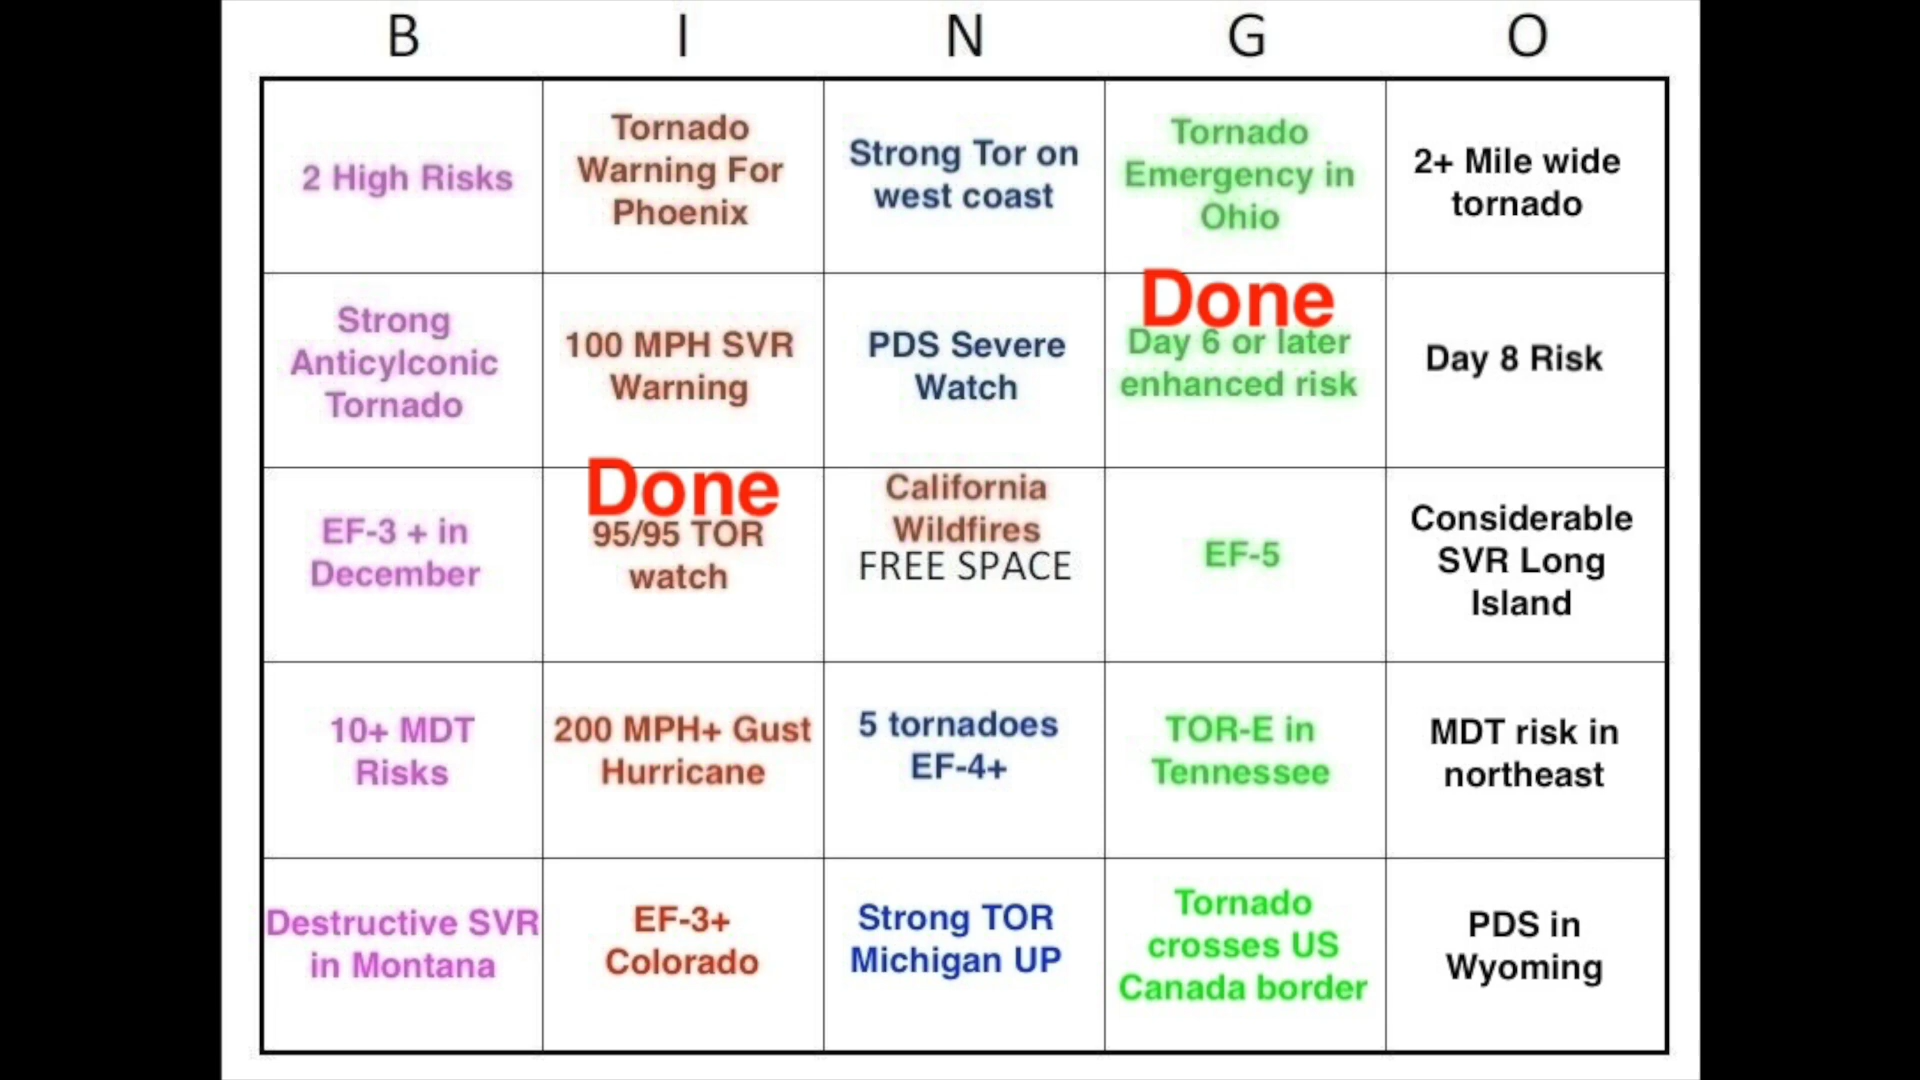 B I N G O
2 High Risks
Tornado
Warning For
Phoenix
Strong Tor on
west coast
Tornado
Emergency in
Ohio
2+ Mile wide
tornado
Strong
Anticylconic
Tornado
100 MPH SVR
Warning
PDS Severe
Watch
Done
Day 6 or later
enhanced risk
Day 8 Risk
EF-3 + in
December
Done
95/95 TOR
watch
California
Wildfires
FREE SPACE
EF-5
Considerable
SVR Long
Island
10+ MDT
Risks
200 MPH+ Gust
Hurricane
5 tornadoes
EF-4+
TOR-E in
Tennessee
MDT risk in
northeast
Destructive SVR
in Montana
EF-3+
Colorado
Strong TOR
Michigan UP
Tornado
crosses US
Canada border
PDS in
Wyoming